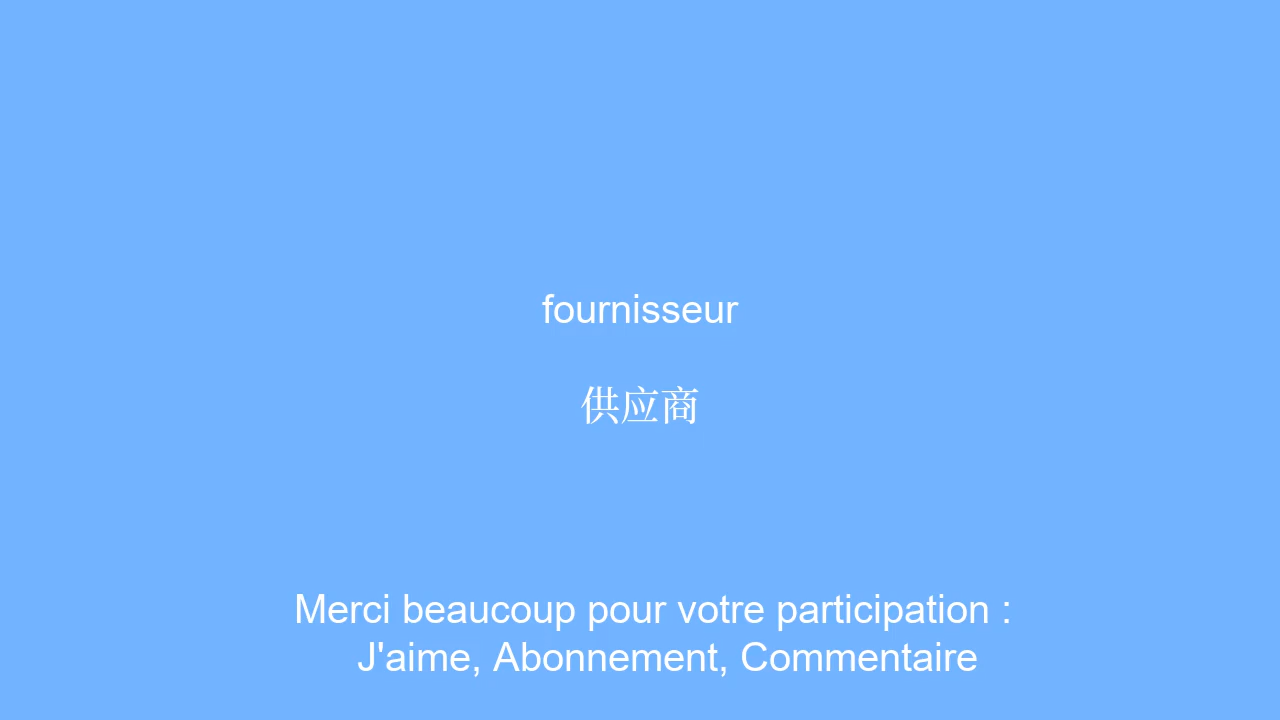 fournisseur
供应商
Merci beaucoup pour votre participation :
J'aime, Abonnement, Commentaire